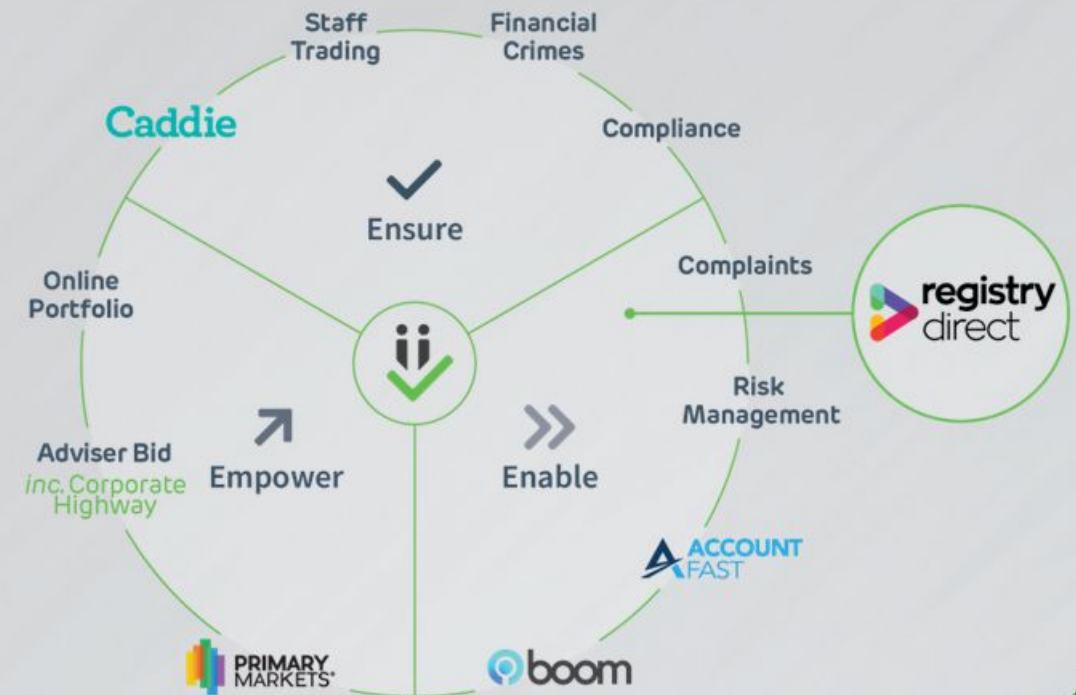 Staff
Trading
Financial
Crimes
Caddie
Compliance
Ensure
Online
Portfolio
Complaints
registry
direct
Adviser Bid
inc. Corporate
Highway
Empower
Enable
Risk
Management
ACCOUNT
FAST
PRIMARY
MARKETS®
boom